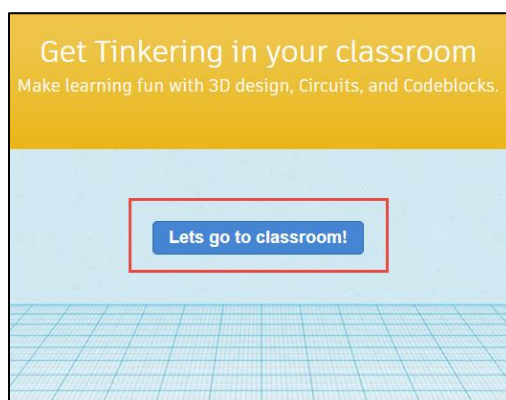 Get Tinkering in your classroom
Make learning fun with 3D design, Circuits, and Codeblocks.
Lets go to classroom!